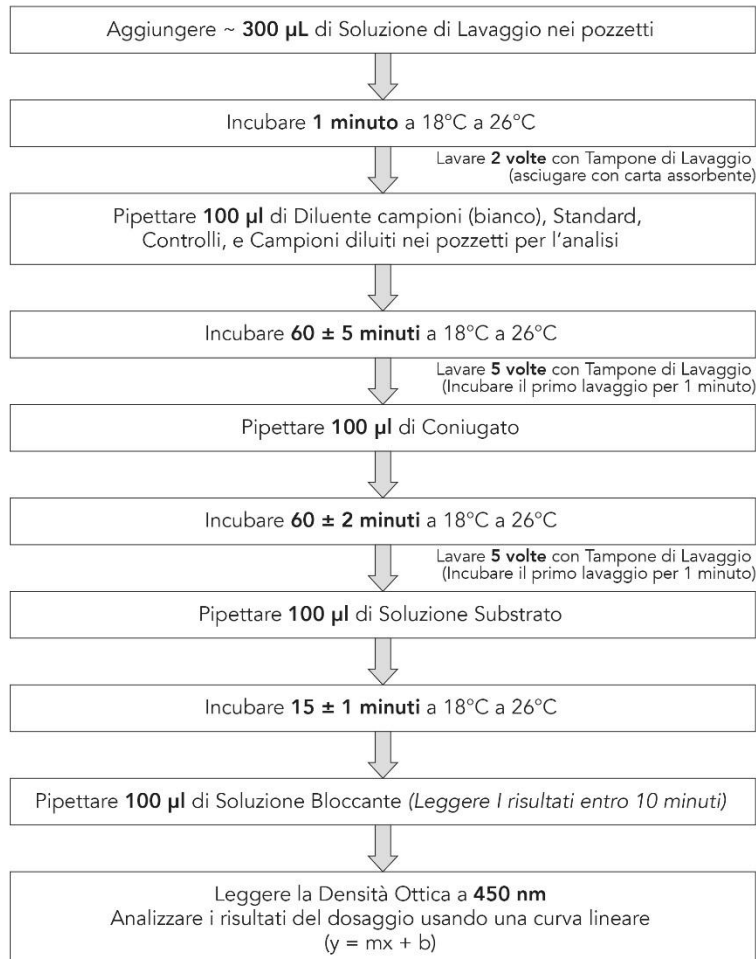 Aggiungere ~ 300 µL di Soluzione di Lavaggio nei pozzetti
Incubare 1 minuto a 18°C a 26°C
Lavare 2 volte con Tampone di Lavaggio
(asciugare con carta assorbente)
Pipettare 100 µl di Diluente campioni (bianco), Standard,
Controlli, e Campioni diluiti nei pozzetti per l'analisi
Incubare 60 ± 5 minuti a 18°C a 26°C
Lavare 5 volte con Tampone di Lavaggio
(Incubare il primo lavaggio per 1 minuto)
Pipettare 100 µl di Coniugato
Incubare 60 ± 2 minuti a 18°C a 26°C
Lavare 5 volte con Tampone di Lavaggio
(Incubare il primo lavaggio per 1 minuto)
Pipettare 100 µl di Soluzione Substrato
Incubare 15 ± 1 minuti a 18°C a 26°C
Pipettare 100 µl di Soluzione Bloccante (Leggere I risultati entro 10 minuti)
Leggere la Densità Ottica a 450 nm
Analizzare i risultati del dosaggio usando una curva lineare
(y = mx + b)